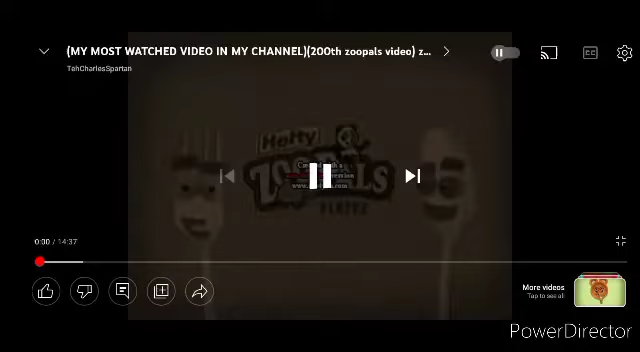 (MY MOST WATCHED VIDEO IN MY CHANNEL)(200th zoopals video) z...
TehCharlesSpartan
CC
Hefty
ZOOPALS
0:00 / 14:37
More videos
Tap to see all
PowerDirector